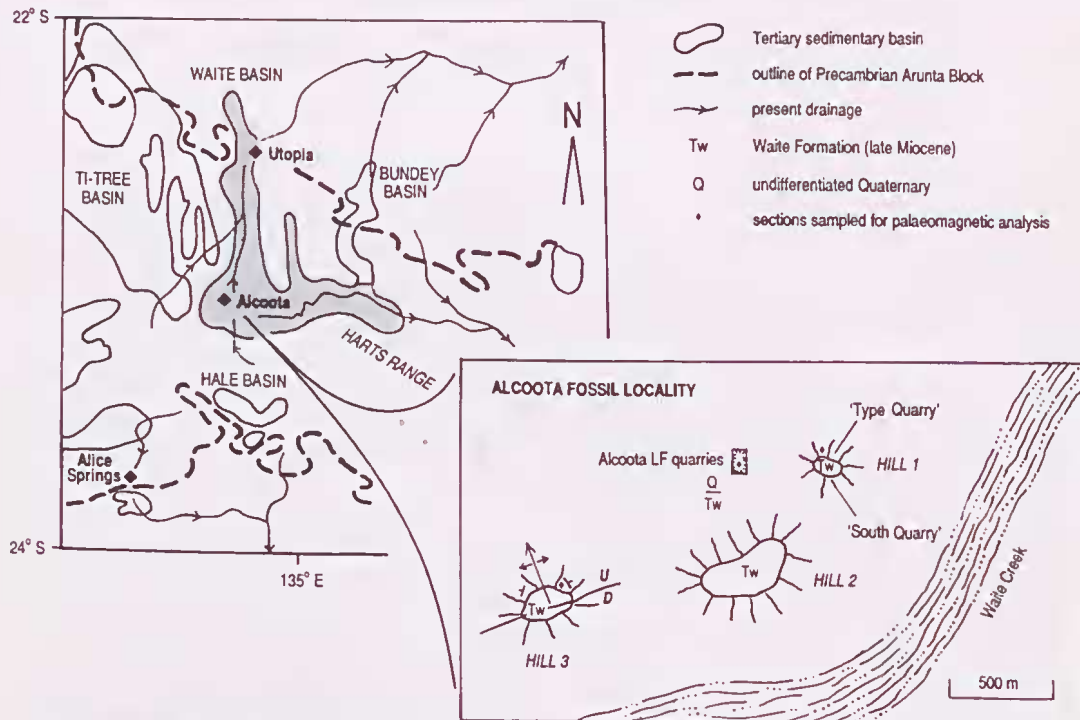 22° S
WAITE BASIN
Utopia
TI-TREE
BASIN
BUNDEY
BASIN
N
Alcoota
HARTS RANGE
HALE BASIN
Alice
Springs
24° S
135° E
Tertiary sedimentary basin
outline of Precambrian Arunta Block
present drainage
Tw Waite Formation (late Miocene)
Q undifferentiated Quaternary
sections sampled for palaeomagnetic analysis
ALCOOTA FOSSIL LOCALITY
'Type Quarry'
Alcoota LF quarries
Tw
HILL 1
Q
Tw
'South Quarry'
Tw
HILL 2
U
D
Tw
HILL 3
Waite Creek
500 m